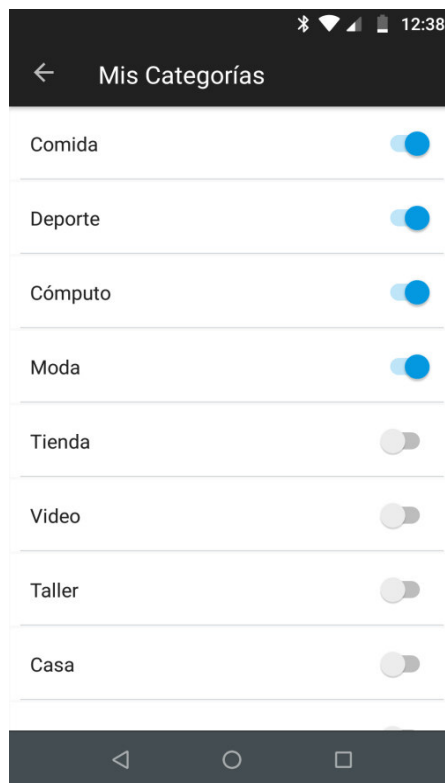 12:38
Mis Categorías
Comida
Deporte
Cómputo
Moda
Tienda
Video
Taller
Casa